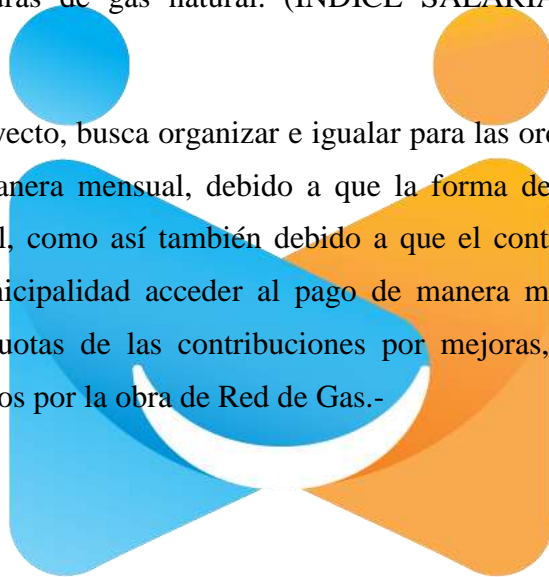 uras de gas natural. (INDICE SALARIA
yecto, busca organizar e igualar para las or
anera mensual, debido a que la forma de
l, como así también debido a que el cont
nicipalidad acceder al pago de manera m
uotas de las contribuciones por mejoras,
os por la obra de Red de Gas.-